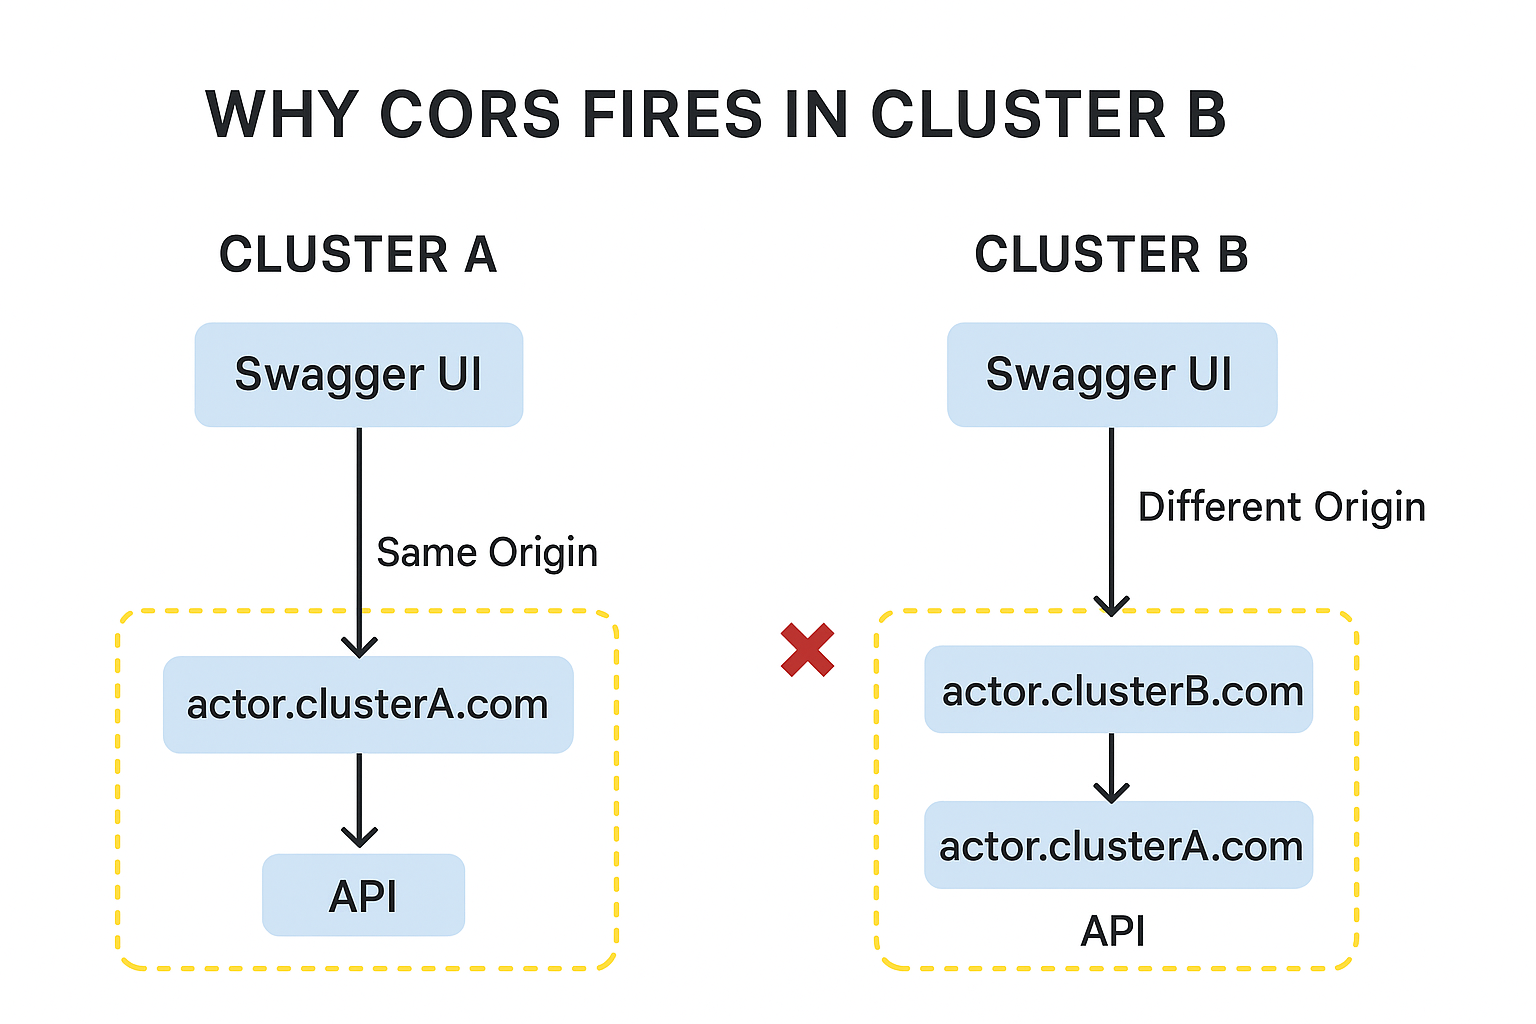 WHY CORS FIRES IN CLUSTER B
CLUSTER A
Swagger UI
Same Origin
actor.clusterA.com
API
CLUSTER B
Swagger UI
Different Origin
actor.clusterB.com
actor.clusterA.com
API